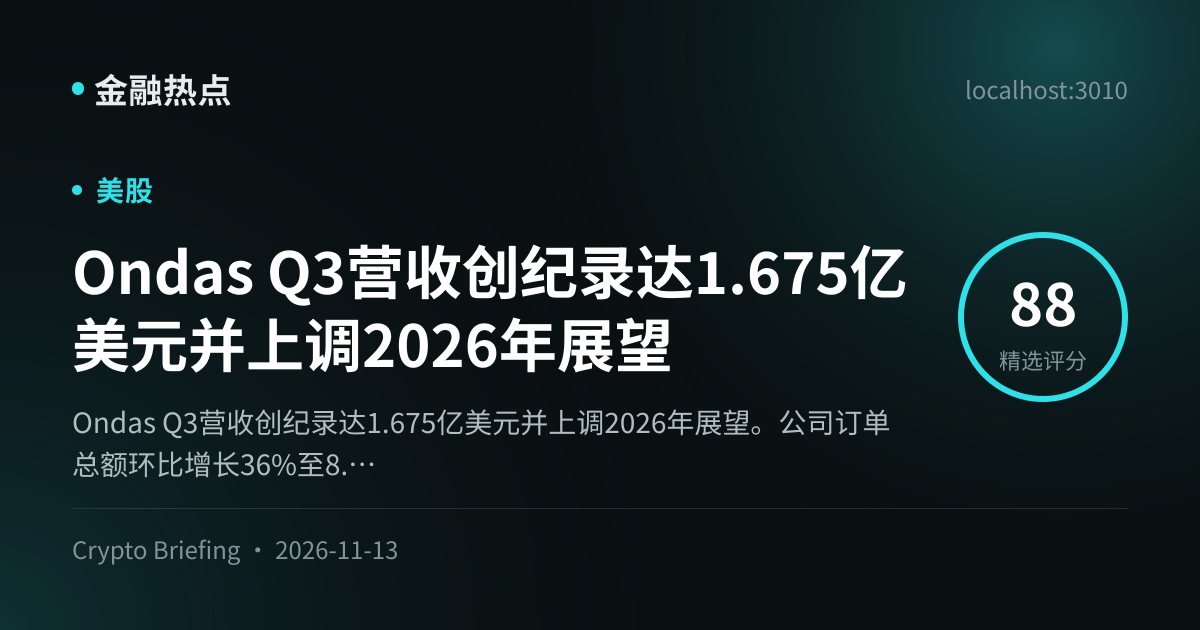 金融热点
localhost:3010
美股
Ondas Q3营收创纪录达1.675亿
美元并上调2026年展望
88
精选评分
Ondas Q3营收创纪录达1.675亿美元并上调2026年展望。公司订单
总额环比增长36%至8.…
Crypto Briefing · 2026-11-13